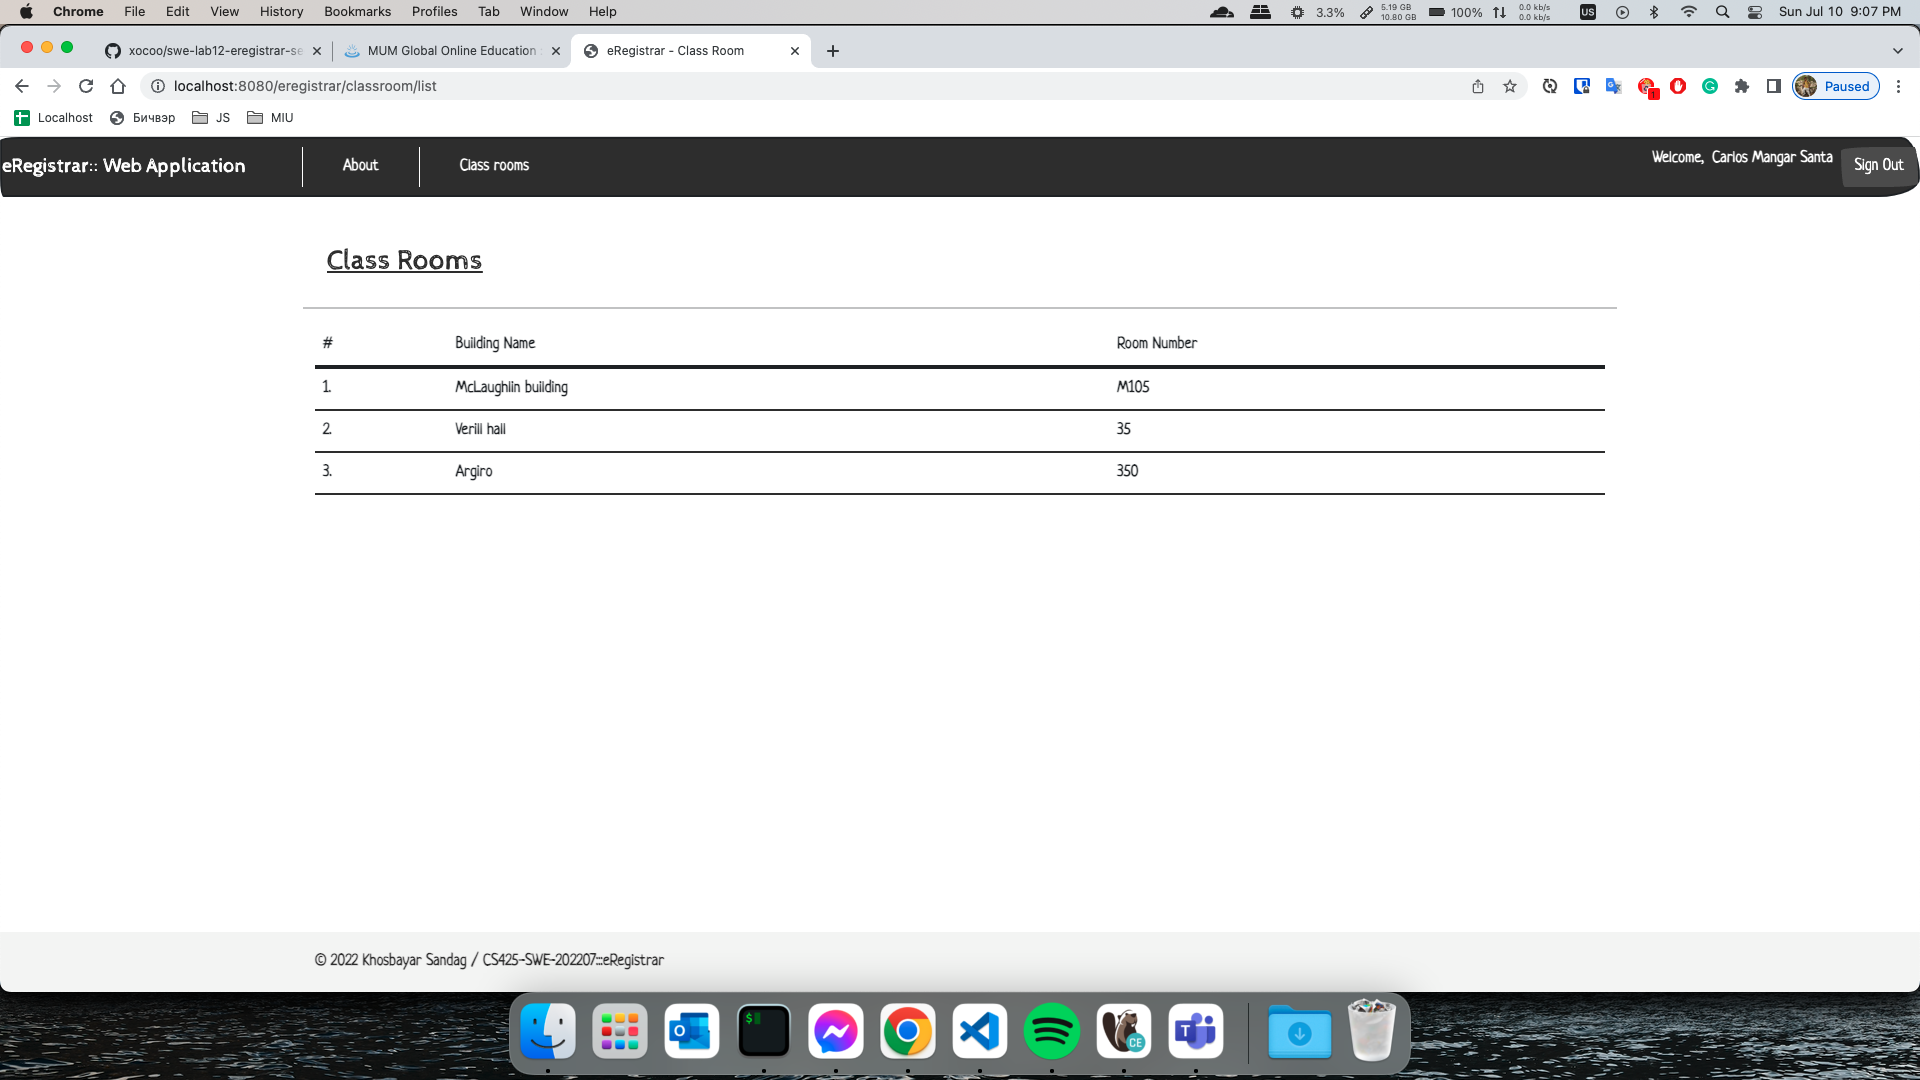 Chrome File Edit View History Bookmarks Profiles Tab Window Help 3.3% 5.19 GB 10.80 GB 100% 0.0 kb/s 0.0 kb/s US Sun Jul 10 9:07 PM
xocoo/swe-lab12-eregistrar-se MUM Global Online Education : eRegistrar - Class Room
localhost:8080/eregistrar/classroom/list Paused
Localhost Бичвэр JS MIU
eRegistrar:: Web Application About Class rooms Welcome, Carlos Mangar Santa Sign Out
Class Rooms
# Building Name Room Number
1. McLaughlin building M105
2. Verill hall 35
3. Argiro 350
© 2022 Khosbayar Sandag / CS425-SWE-202207::eRegistrar